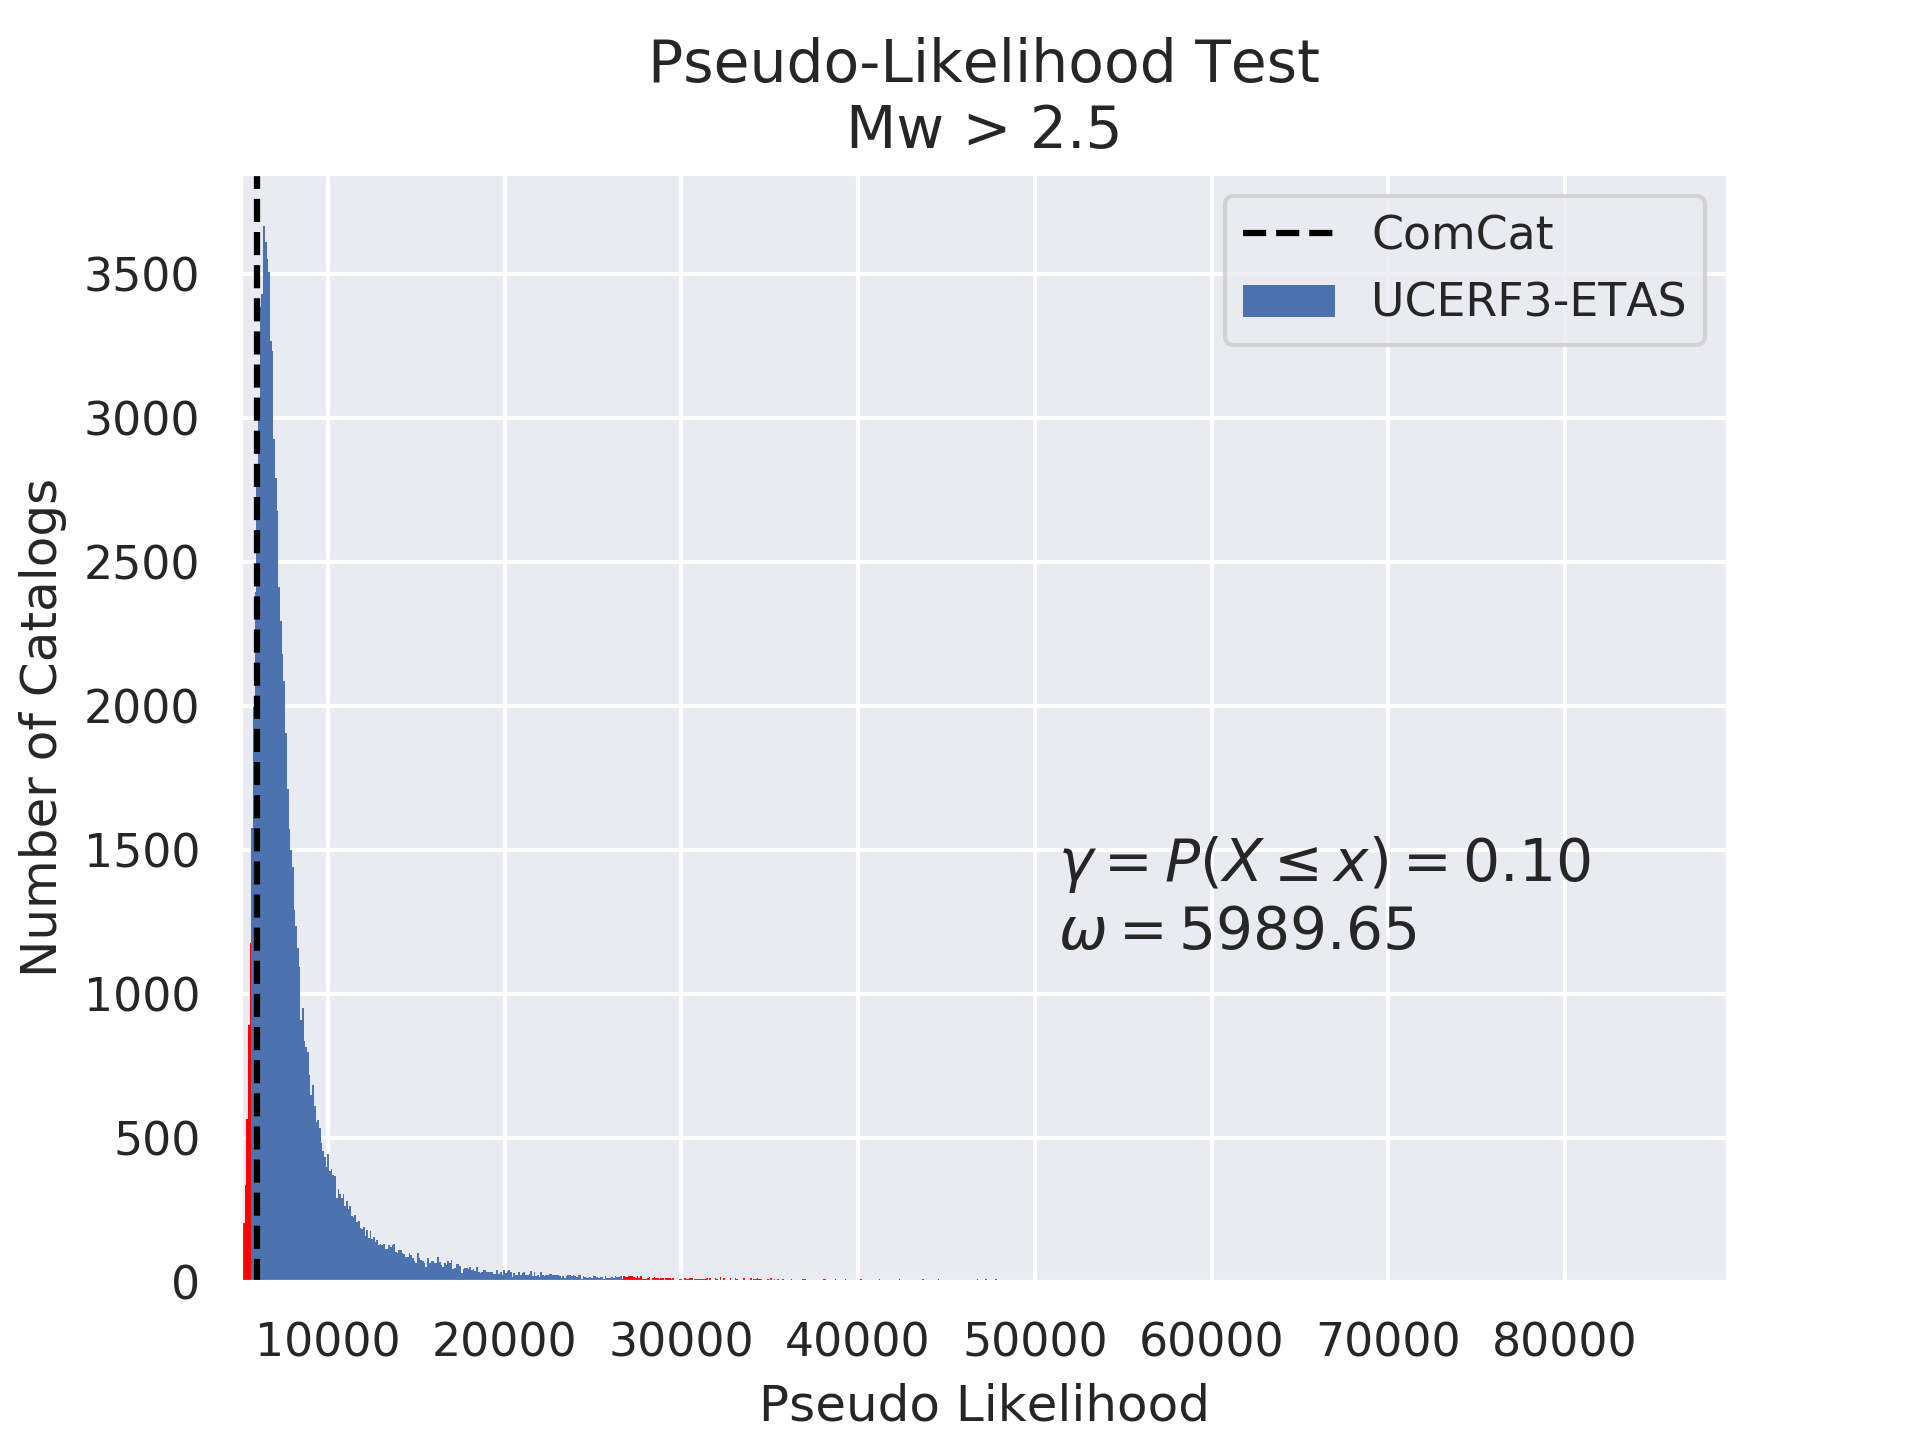 Pseudo-Likelihood Test
Mw > 2.5
ComCat
UCERF3-ETAS
3500
3000
2500
2000
1500
1000
500
0
Number of Catalogs
γ = P(X ≤ x) = 0.10
ω = 5989.65
10000 20000 30000 40000 50000 60000 70000 80000
Pseudo Likelihood